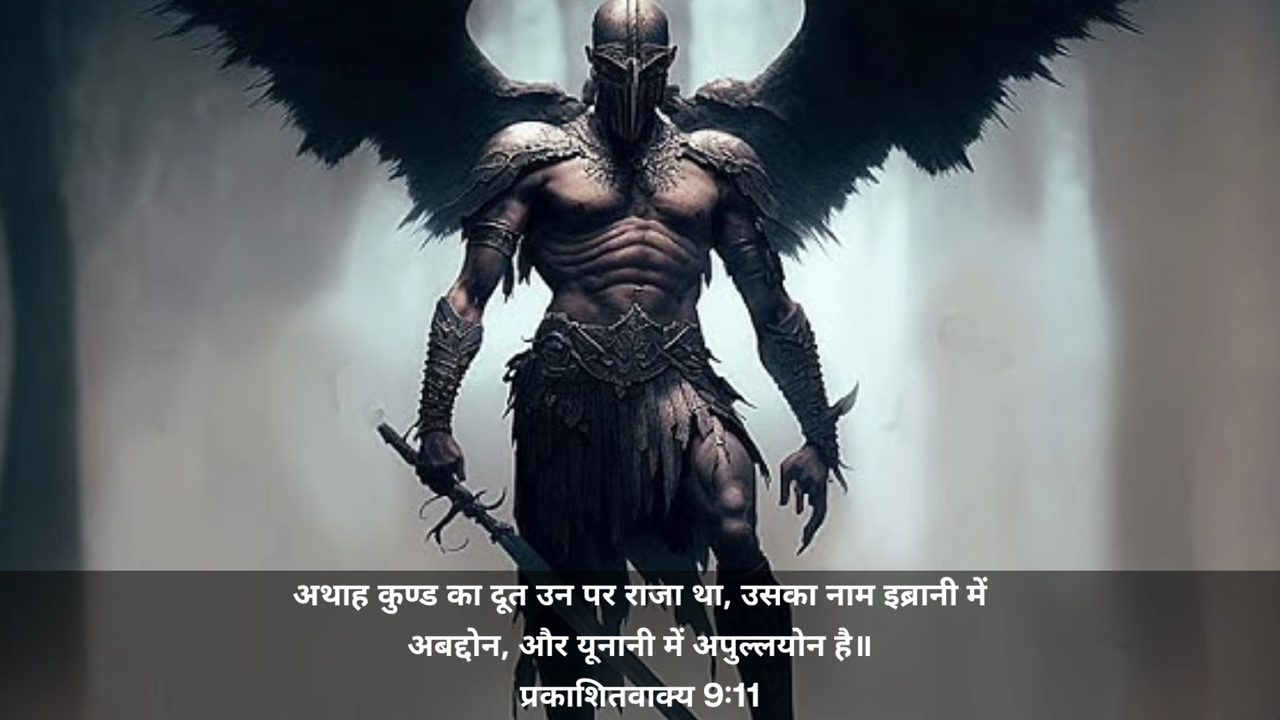 अथाह कुण्ड का दूत उन पर राजा था, उसका नाम इब्रानी में
अबद्दोन, और यूनानी में अपुल्लयोन है॥
प्रकाशितवाक्य 9:11